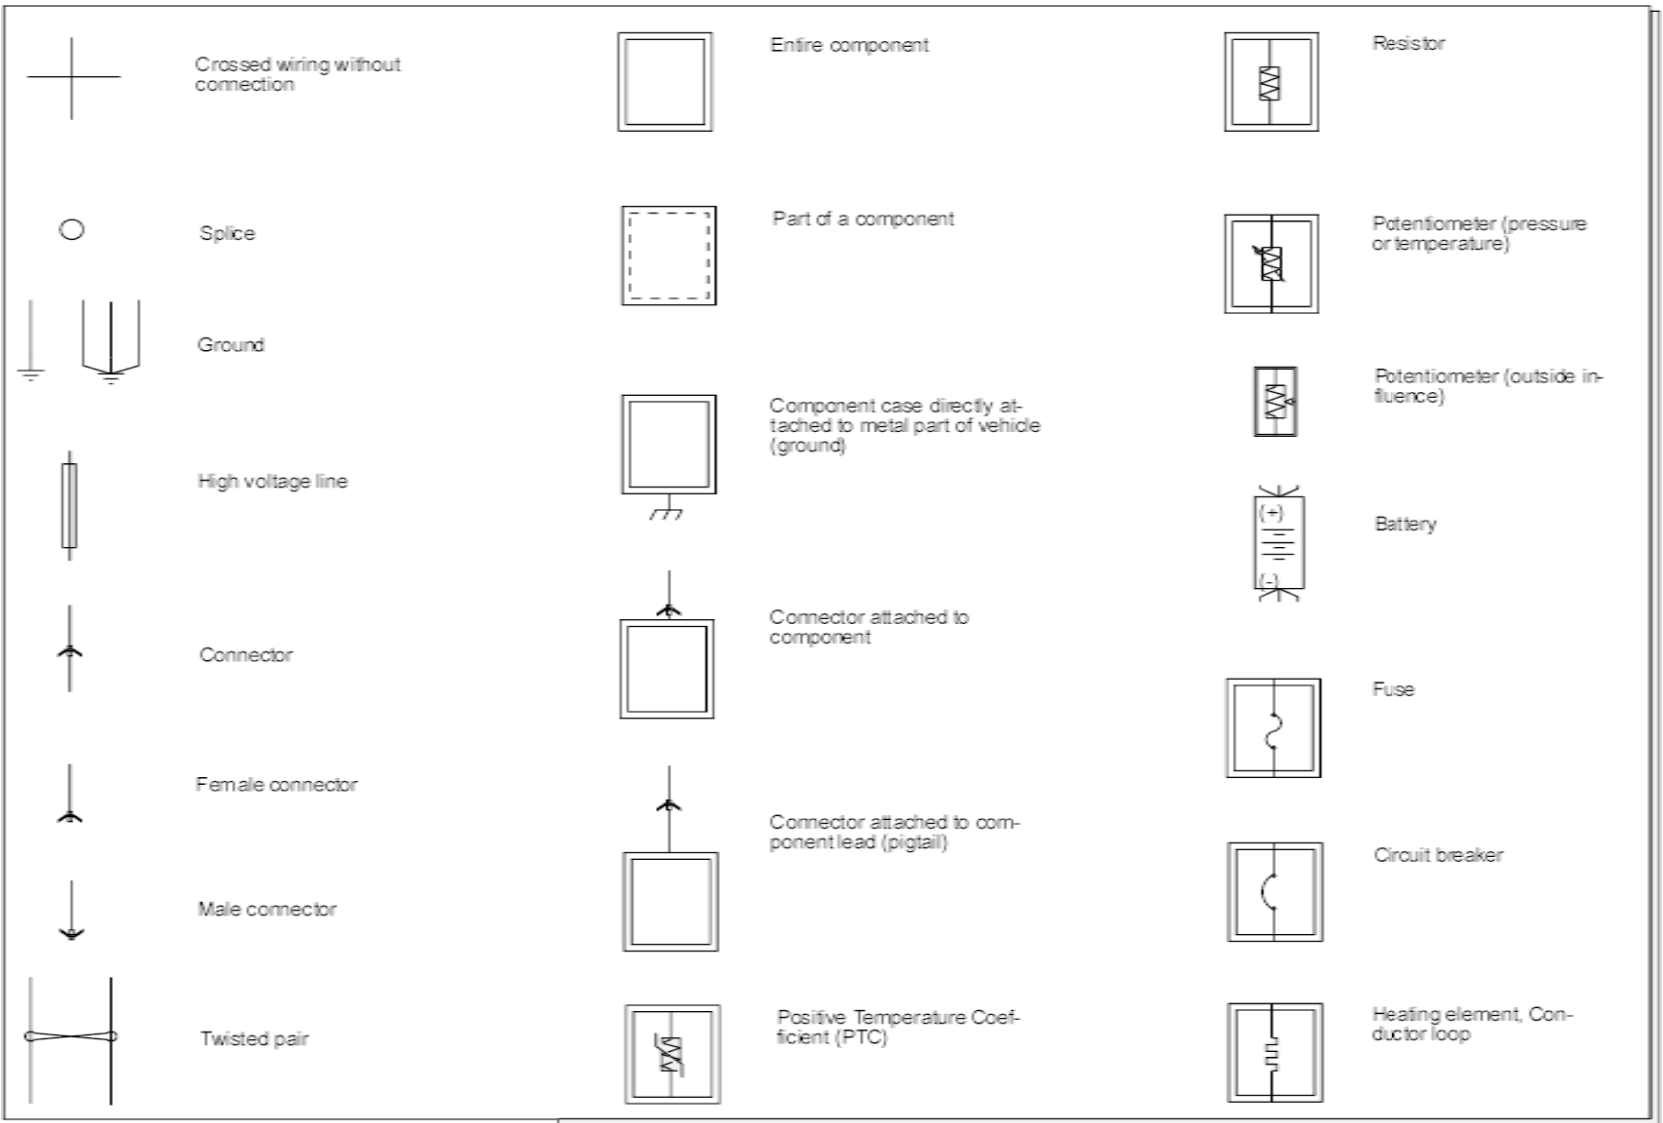 Crossed wiring without
connection
Splice
Ground
High voltage line
Connector
Female connector
Male connector
Twisted pair
Entire component
Part of a component
Component case directly at-
tached to metal part of vehicle
(ground)
Connector attached to
component
Connector attached to com-
ponent lead (pigtail)
Positive Temperature Coef-
ficient (PTC)
Resistor
Potentiometer (pressure
or temperature)
Potentiometer (outside in-
fluence)
(+)
(-)
Battery
Fuse
Circuit breaker
Heating element, Con-
ductor loop